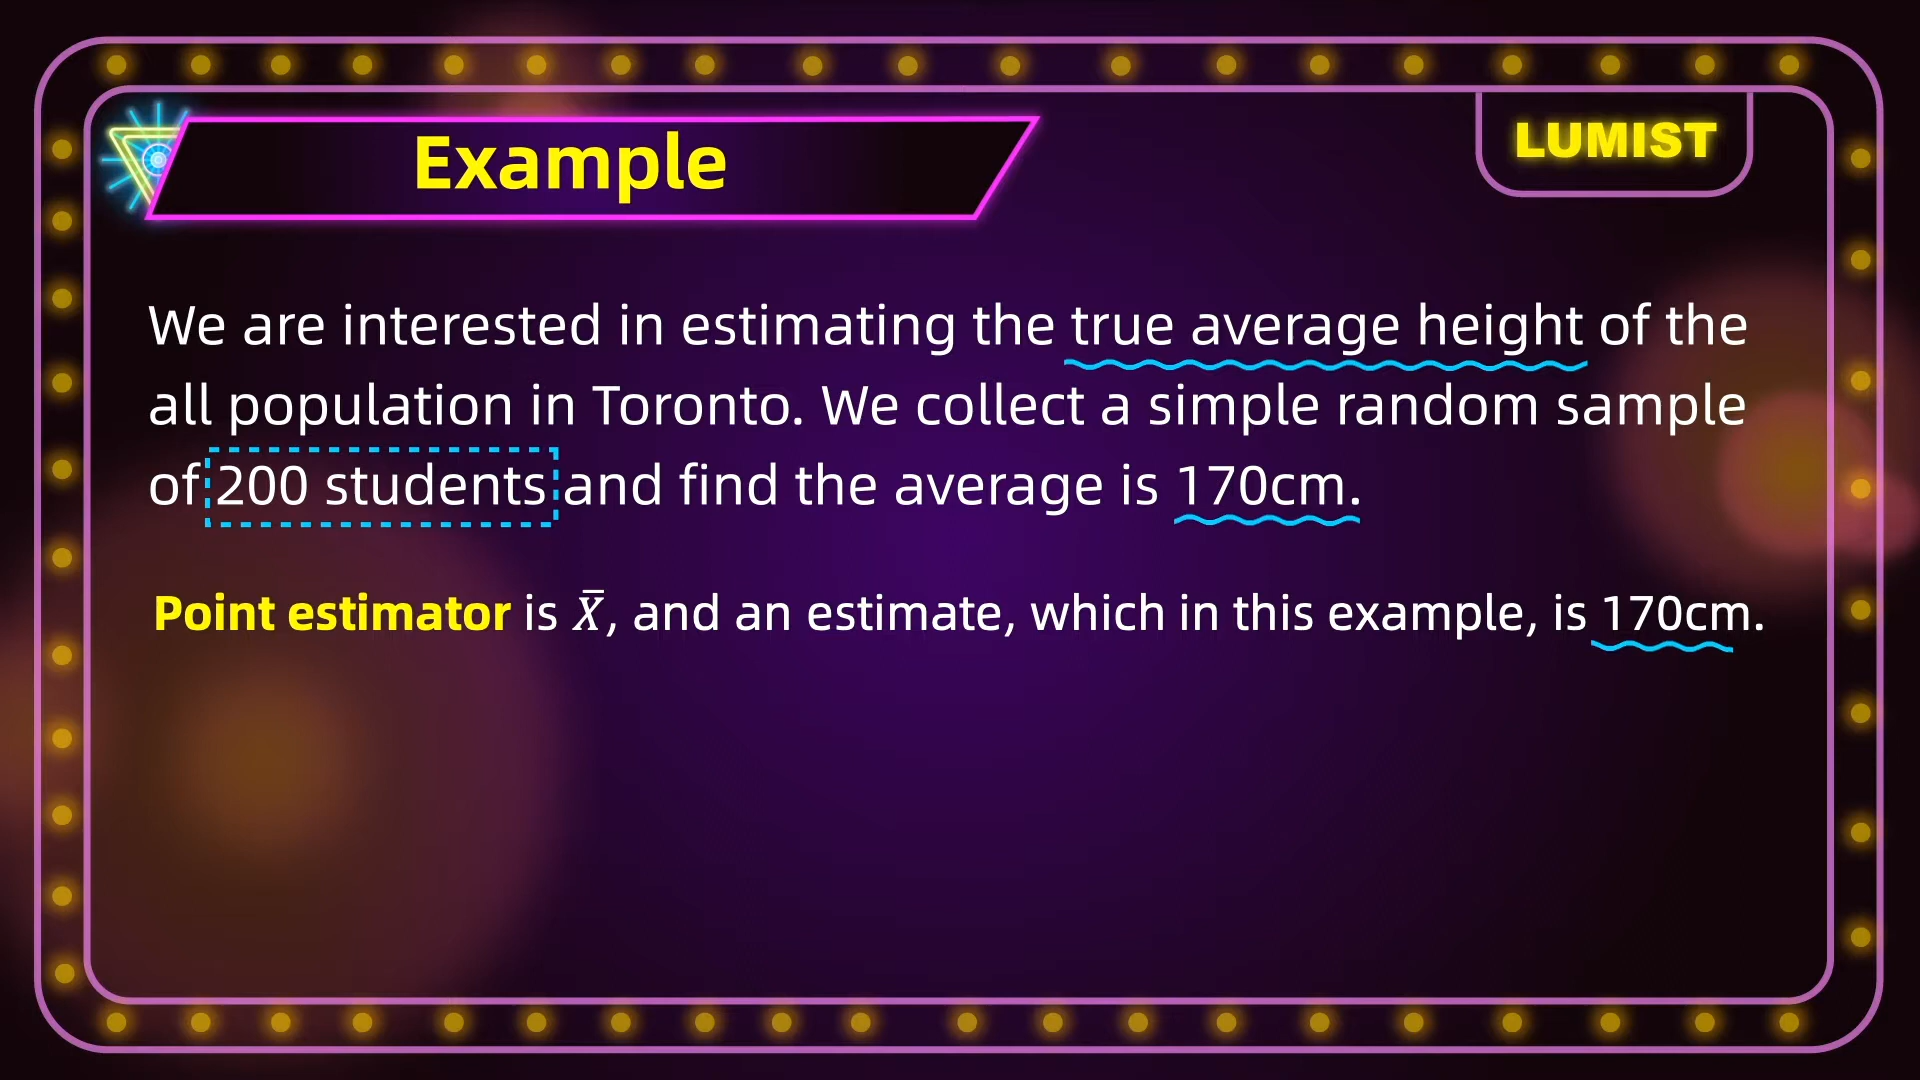 Example
LUMIST
We are interested in estimating the true average height of the
all population in Toronto. We collect a simple random sample
of 200 students and find the average is 170cm.
Point estimator is X̄, and an estimate, which in this example, is 170cm.